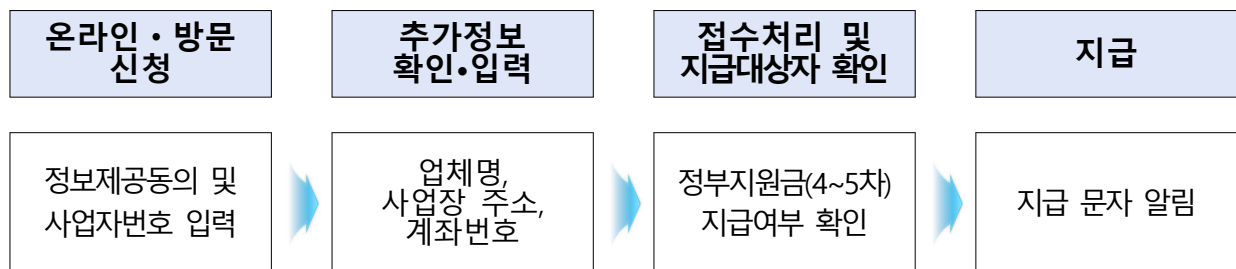 온라인・방문
신청
추가정보
확인•입력
접수처리 및
지급대상자 확인
지급
정보제공동의 및
사업자번호 입력
업체명,
사업장 주소,
계좌번호
정부지원금(4~5차)
지급여부 확인
지급 문자 알림